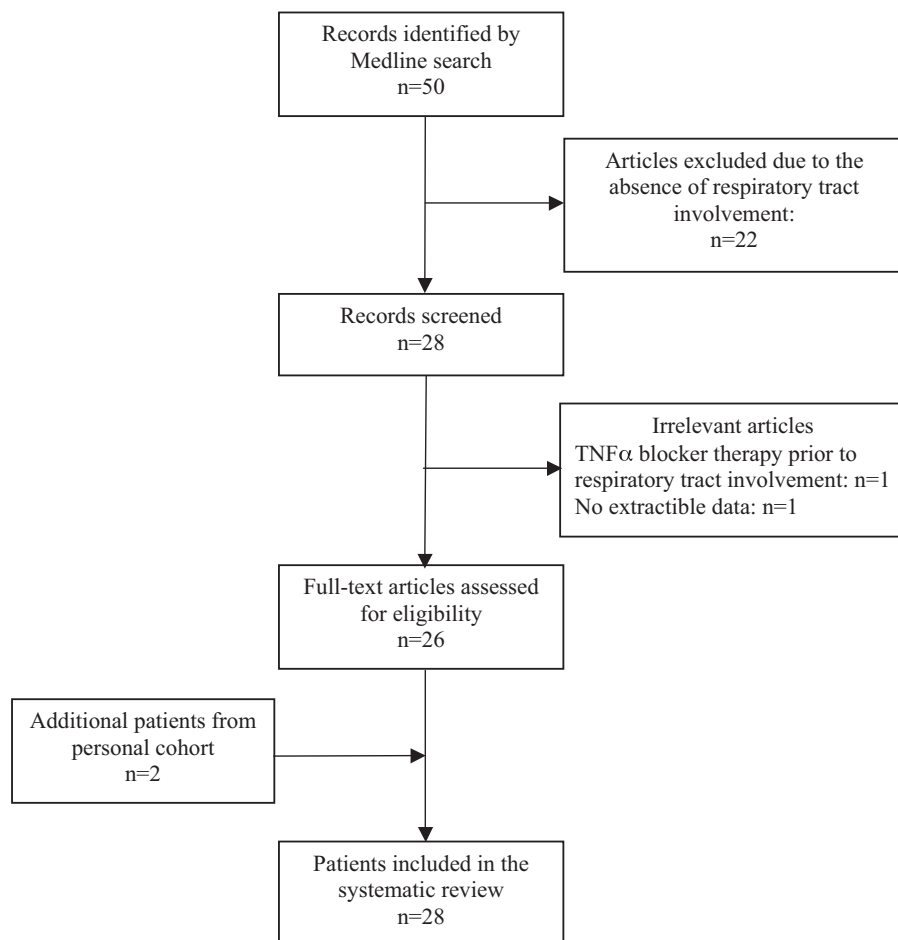 Records identified by
Medline search
n=50
Articles excluded due to the
absence of respiratory tract
involvement:
n=22
Records screened
n=28
Irrelevant articles
TNFα blocker therapy prior to
respiratory tract involvement: n=1
No extractible data: n=1
Full-text articles assessed
for eligibility
n=26
Additional patients from
personal cohort
n=2
Patients included in the
systematic review
n=28